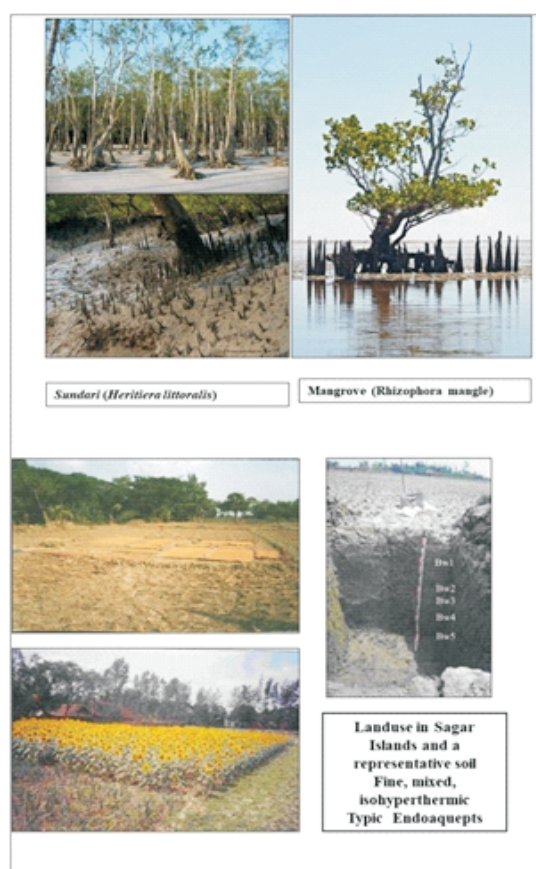 Sundari (Heritiera littoralis)
Mangrove (Rhizophora mangle)
Bw1
Bw2
Bw3
Bw4
Bw5
Landuse in Sagar
Islands and a
representative soil
Fine, mixed,
isohyperthermic
Typic Endoaquepts